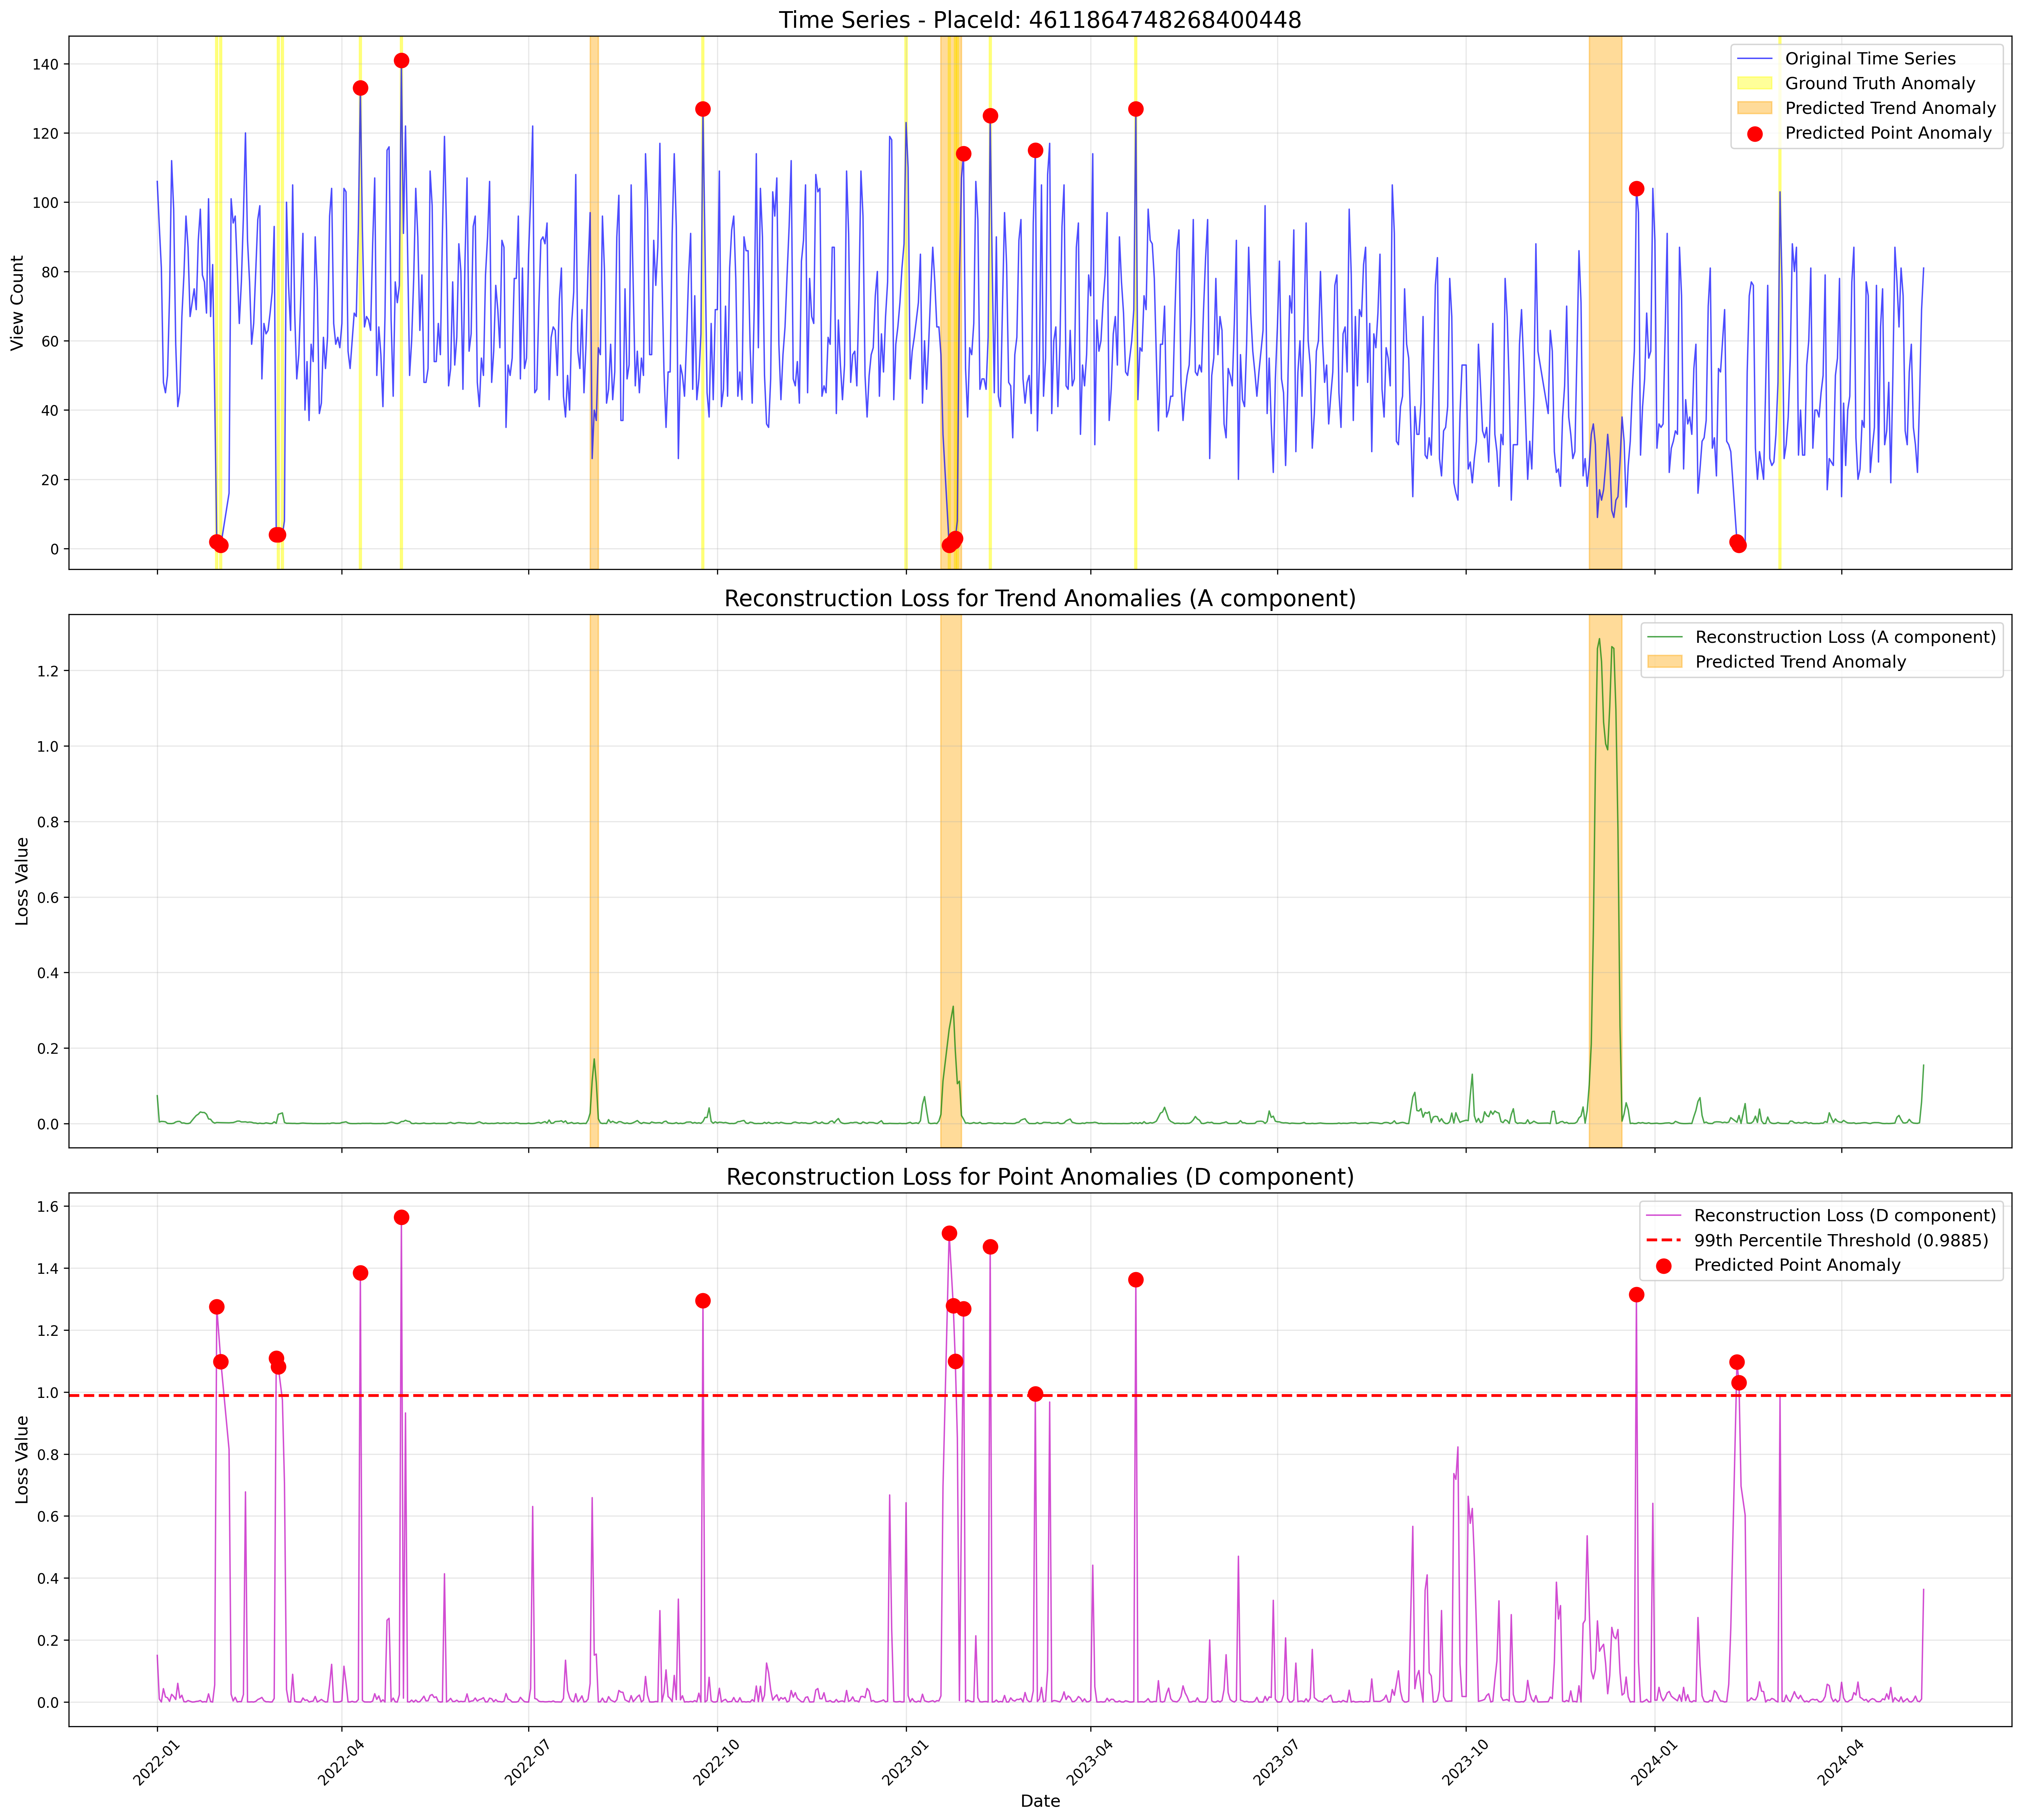 Time Series - PlaceId: 4611864748268400448
View Count
140
120
100
80
60
40
20
0
Original Time Series
Ground Truth Anomaly
Predicted Trend Anomaly
Predicted Point Anomaly
Reconstruction Loss for Trend Anomalies (A component)
Loss Value
1.2
1.0
0.8
0.6
0.4
0.2
0.0
Reconstruction Loss (A component)
Predicted Trend Anomaly
Reconstruction Loss for Point Anomalies (D component)
Loss Value
1.6
1.4
1.2
1.0
0.8
0.6
0.4
0.2
0.0
Reconstruction Loss (D component)
99th Percentile Threshold (0.9885)
Predicted Point Anomaly
2022-01
2022-04
2022-07
2022-10
2023-01
2023-04
2023-07
2023-10
2024-01
2024-04
Date